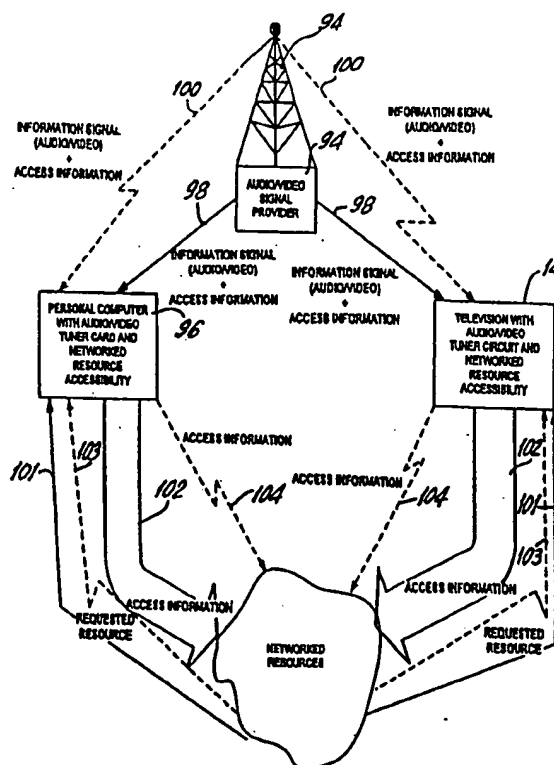 94
100
100
INFORMATION SIGNAL
(AUDIO/VIDEO)
+
ACCESS INFORMATION
INFORMATION SIGNAL
(AUDIO/VIDEO)
+
ACCESS INFORMATION
94
AUDIO/VIDEO
SIGNAL
PROVIDER
98
98
INFORMATION SIGNAL
(AUDIO/VIDEO)
+
ACCESS INFORMATION
INFORMATION SIGNAL
(AUDIO/VIDEO)
+
ACCESS INFORMATION
PERSONAL COMPUTER
WITH AUDIO/VIDEO
TUNER CARD AND
NETWORKED
RESOURCE
ACCESSIBILITY
96
14
TELEVISION WITH
AUDIO/VIDEO
TUNER CIRCUIT AND
NETWORKED
RESOURCE
ACCESSIBILITY
101
103
102
ACCESS INFORMATION
104
ACCESS INFORMATION
104
102
101
103
ACCESS INFORMATION
REQUESTED
RESOURCE
NETWORKED
RESOURCES
ACCESS INFORMATION
REQUESTED
RESOURCE